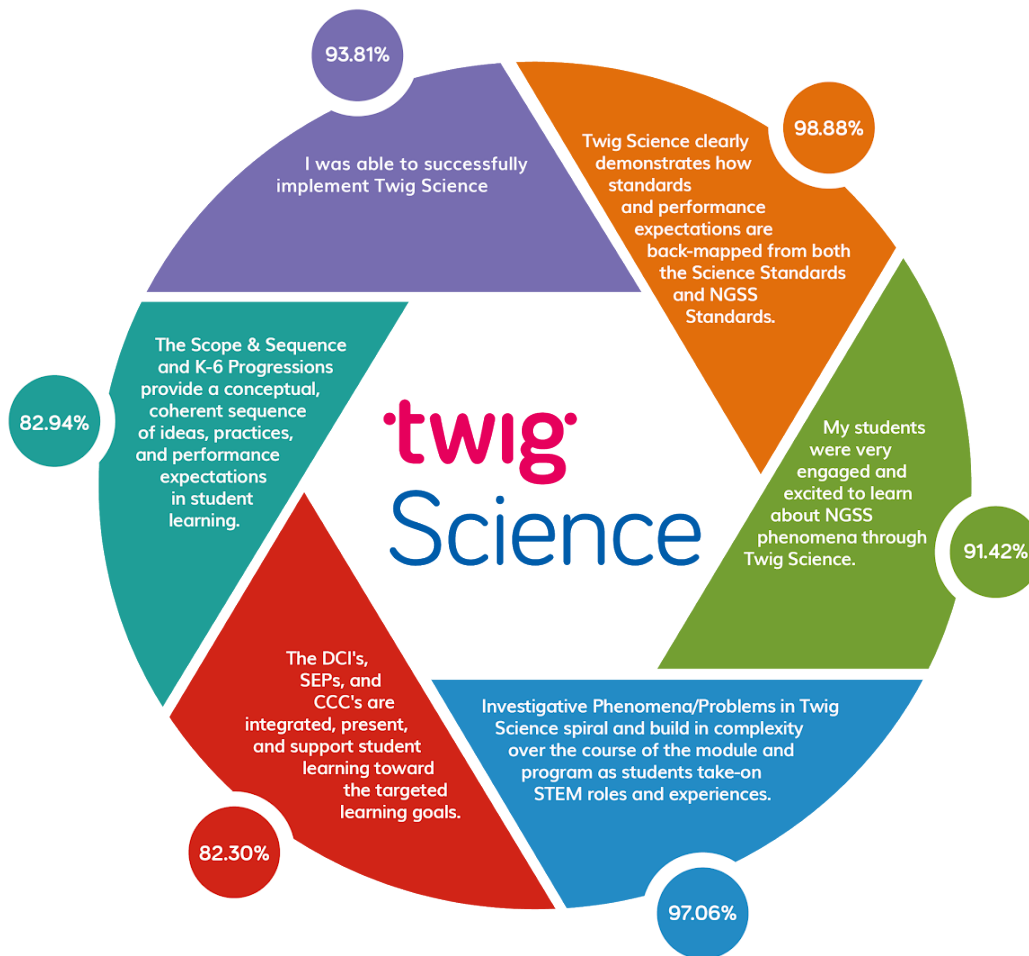 93.81%
I was able to successfully
implement Twig Science
98.88%
Twig Science clearly
demonstrates how
standards
and performance
expectations are
back-mapped from both
the Science Standards
and NGSS
Standards.
My students
were very
engaged and
excited to learn
about NGSS
phenomena through
Twig Science.
91.42%
Investigative Phenomena/Problems in Twig
Science spiral and build in complexity
over the course of the module and
program as students take-on
STEM roles and experiences.
97.06%
The DCI's,
SEPs, and
CCC's are
integrated, present,
and support student
learning toward
the targeted
learning goals.
82.30%
The Scope & Sequence
and K-6 Progressions
provide a conceptual,
coherent sequence
of ideas, practices,
and performance
expectations
in student
learning.
82.94%
twig
Science